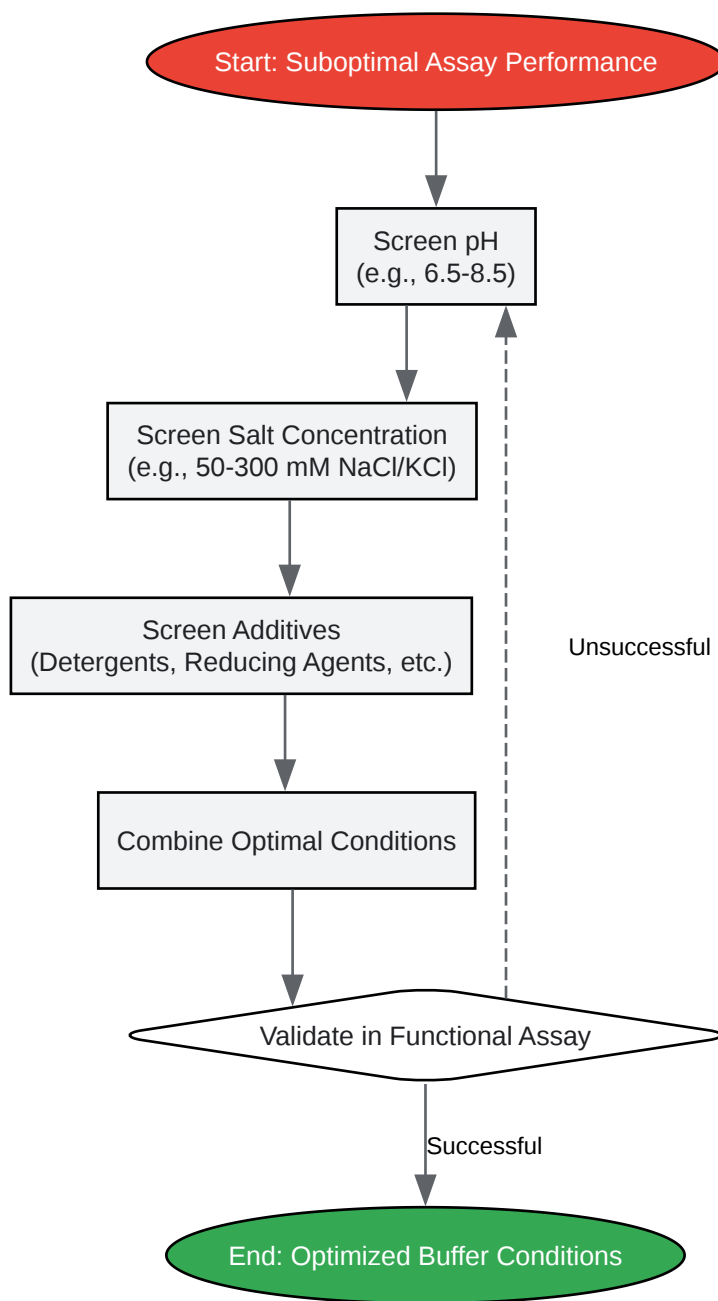 Start: Suboptimal Assay Performance
Screen pH
(e.g., 6.5-8.5)
Screen Salt Concentration
(e.g., 50-300 mM NaCl/KCl)
Screen Additives
(Detergents, Reducing Agents, etc.)
Unsuccessful
Combine Optimal Conditions
Validate in Functional Assay
Successful
End: Optimized Buffer Conditions